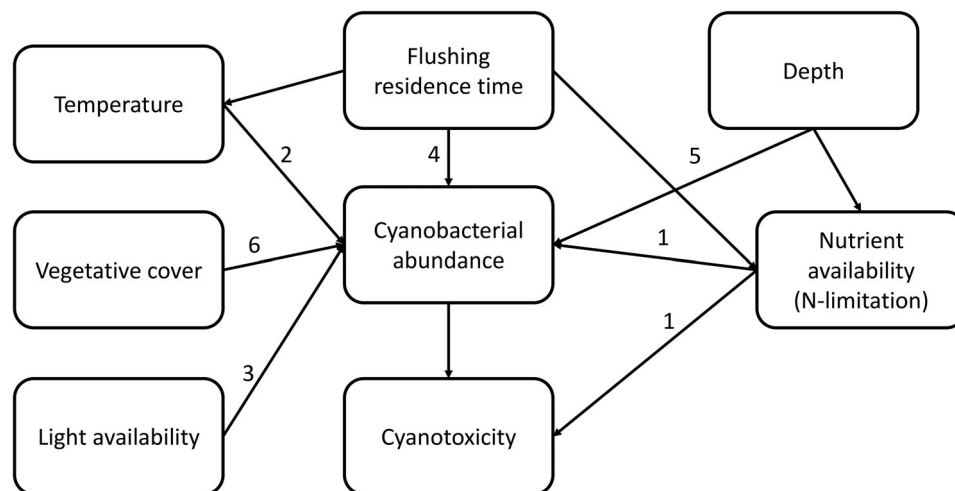 Flushing
residence time
Depth
Temperature
2
4
5
Cyanobacterial
abundance
Vegetative cover
6
1
Nutrient
availability
(N-limitation)
1
3
Light availability
Cyanotoxicity